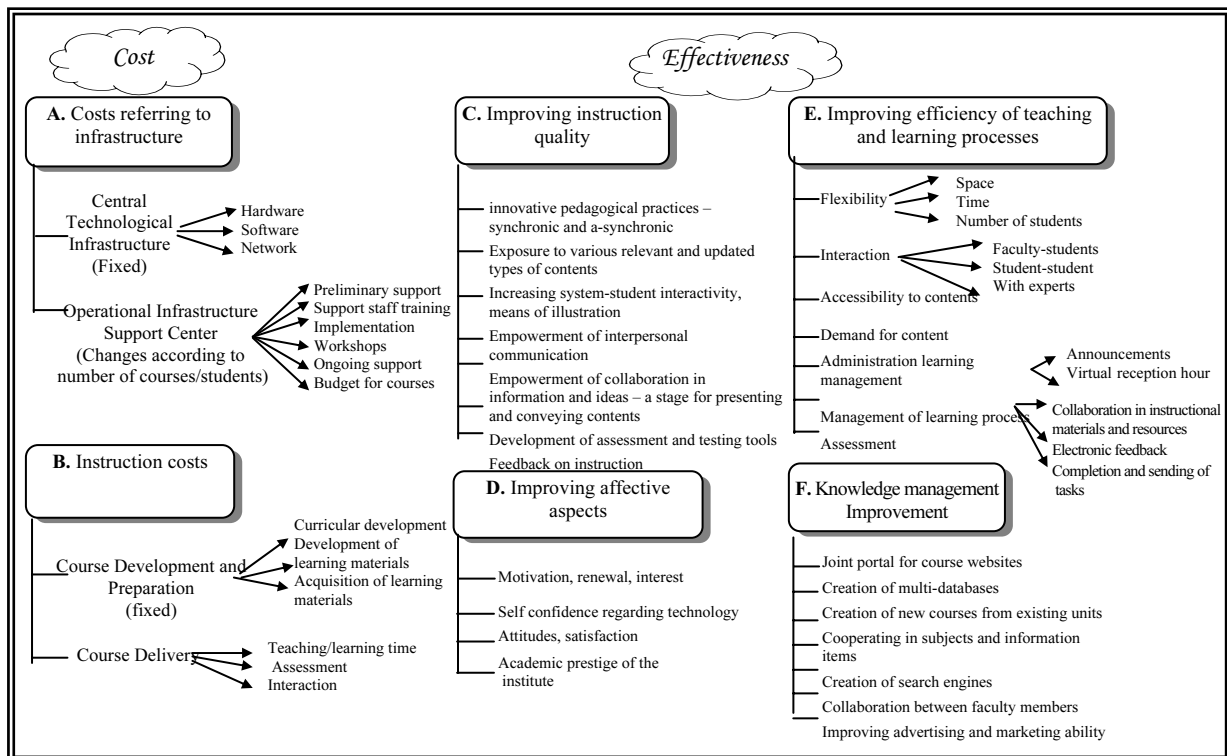 Cost
Effectiveness
A. Costs referring to
infrastructure
Central
Technological
Infrastructure
(Fixed)
Hardware
Software
Network
Operational Infrastructure
Support Center
(Changes according to
number of courses/students)
Preliminary support
Support staff training
Implementation
Workshops
Ongoing support
Budget for courses
B. Instruction costs
Course Development and
Preparation
(fixed)
Curricular development
Development of
learning materials
Acquisition of learning
materials
Course Delivery
Teaching/learning time
Assessment
Interaction
C. Improving instruction
quality
innovative pedagogical practices –
synchronic and a-synchronic
Exposure to various relevant and updated
types of contents
Increasing system-student interactivity,
means of illustration
Empowerment of interpersonal
communication
Empowerment of collaboration in
information and ideas – a stage for presenting
and conveying contents
Development of assessment and testing tools
Feedback on instruction
D. Improving affective
aspects
Motivation, renewal, interest
Self confidence regarding technology
Attitudes, satisfaction
Academic prestige of the
institute
E. Improving efficiency of teaching
and learning processes
Flexibility
Space
Time
Number of students
Interaction
Faculty-students
Student-student
With experts
Accessibility to contents
Demand for content
Administration learning
management
Announcements
Virtual reception hour
Management of learning process
Collaboration in instructional
materials and resources
Electronic feedback
Completion and sending of
tasks
Assessment
F. Knowledge management
Improvement
Joint portal for course websites
Creation of multi-databases
Creation of new courses from existing units
Cooperating in subjects and information
items
Creation of search engines
Collaboration between faculty members
Improving advertising and marketing ability